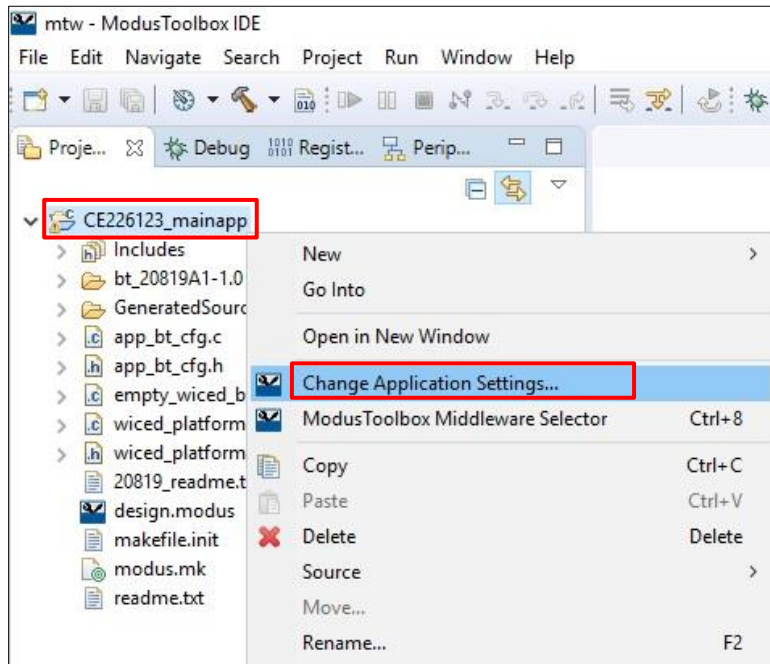 mtw - ModusToolbox IDE
File Edit Navigate Search Project Run Window Help
Proje... Debug Regist... Perip...
CE226123_mainapp
Includes
bt_20819A1-1.0
GeneratedSourc
app_bt_cfg.c
app_bt_cfg.h
empty_wiced_b
wiced_platform
wiced_platform
20819_readme.t
design.modus
makefile.init
modus.mk
readme.txt
New
Go Into
Open in New Window
Change Application Settings...
ModusToolbox Middleware Selector Ctrl+8
Copy Ctrl+C
Paste Ctrl+V
Delete Delete
Source
Move...
Rename... F2